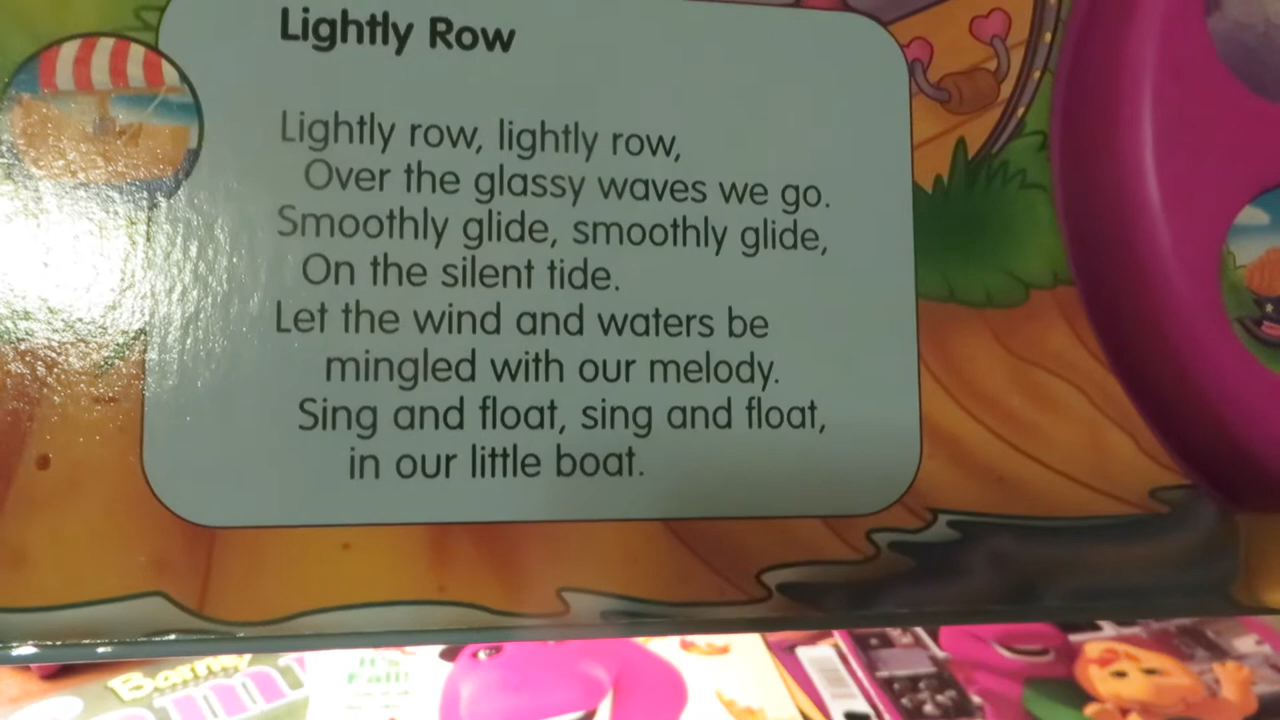 Lightly Row
Lightly row, lightly row,
Over the glassy waves we go.
Smoothly glide, smoothly glide,
On the silent tide.
Let the wind and waters be
mingled with our melody.
Sing and float, sing and float,
in our little boat.
Barney
It's
Fall!